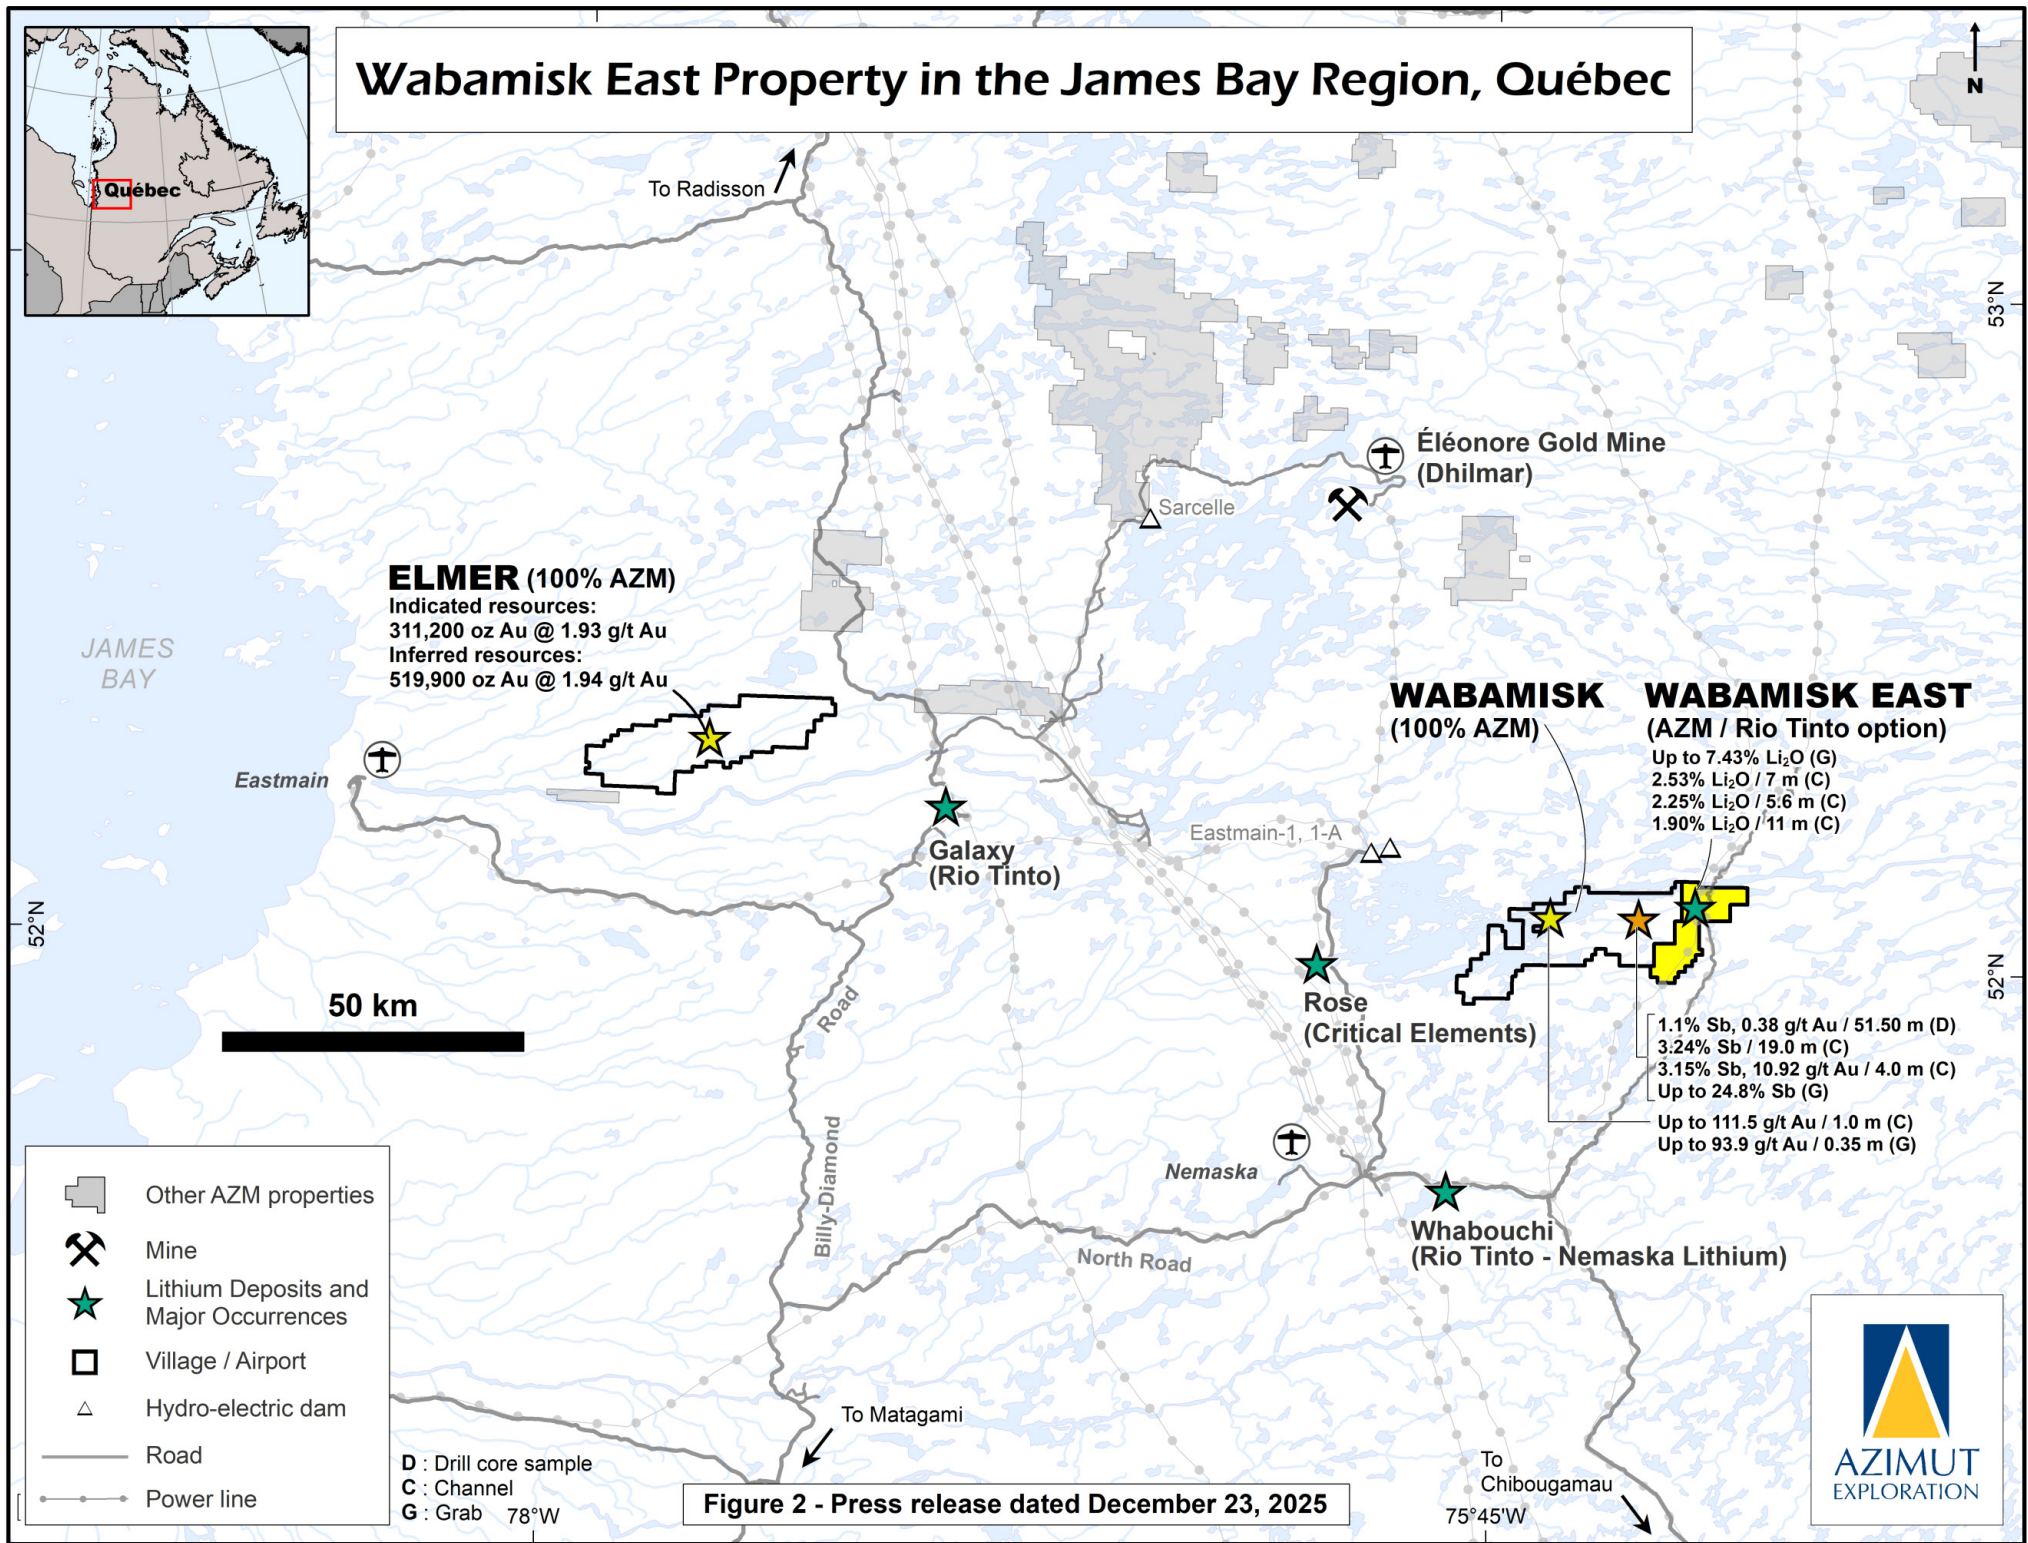 Wabamisk East Property in the James Bay Region, Québec
Québec
N
To Radisson
53°N
Éléonore Gold Mine
(Dhilmar)
Sarcelle
ELMER (100% AZM)
Indicated resources:
311,200 oz Au @ 1.93 g/t Au
Inferred resources:
519,900 oz Au @ 1.94 g/t Au
JAMES
BAY
WABAMISK
(100% AZM)
WABAMISK EAST
(AZM / Rio Tinto option)
Up to 7.43% Li₂O (G)
2.53% Li₂O / 7 m (C)
2.25% Li₂O / 5.6 m (C)
1.90% Li₂O / 11 m (C)
Eastmain
Eastmain-1, 1-A
Galaxy
(Rio Tinto)
52°N
52°N
50 km
Road
Rose
(Critical Elements)
1.1% Sb, 0.38 g/t Au / 51.50 m (D)
3.24% Sb / 19.0 m (C)
3.15% Sb, 10.92 g/t Au / 4.0 m (C)
Up to 24.8% Sb (G)
Up to 111.5 g/t Au / 1.0 m (C)
Up to 93.9 g/t Au / 0.35 m (G)
Billy-Diamond
Nemaska
Whabouchi
(Rio Tinto - Nemaska Lithium)
North Road
Other AZM properties
Mine
Lithium Deposits and
Major Occurrences
Village / Airport
Hydro-electric dam
Road
Power line
D : Drill core sample
C : Channel
G : Grab
78°W
To Matagami
Figure 2 - Press release dated December 23, 2025
75°45'W
To
Chibougamau
AZIMUT
EXPLORATION